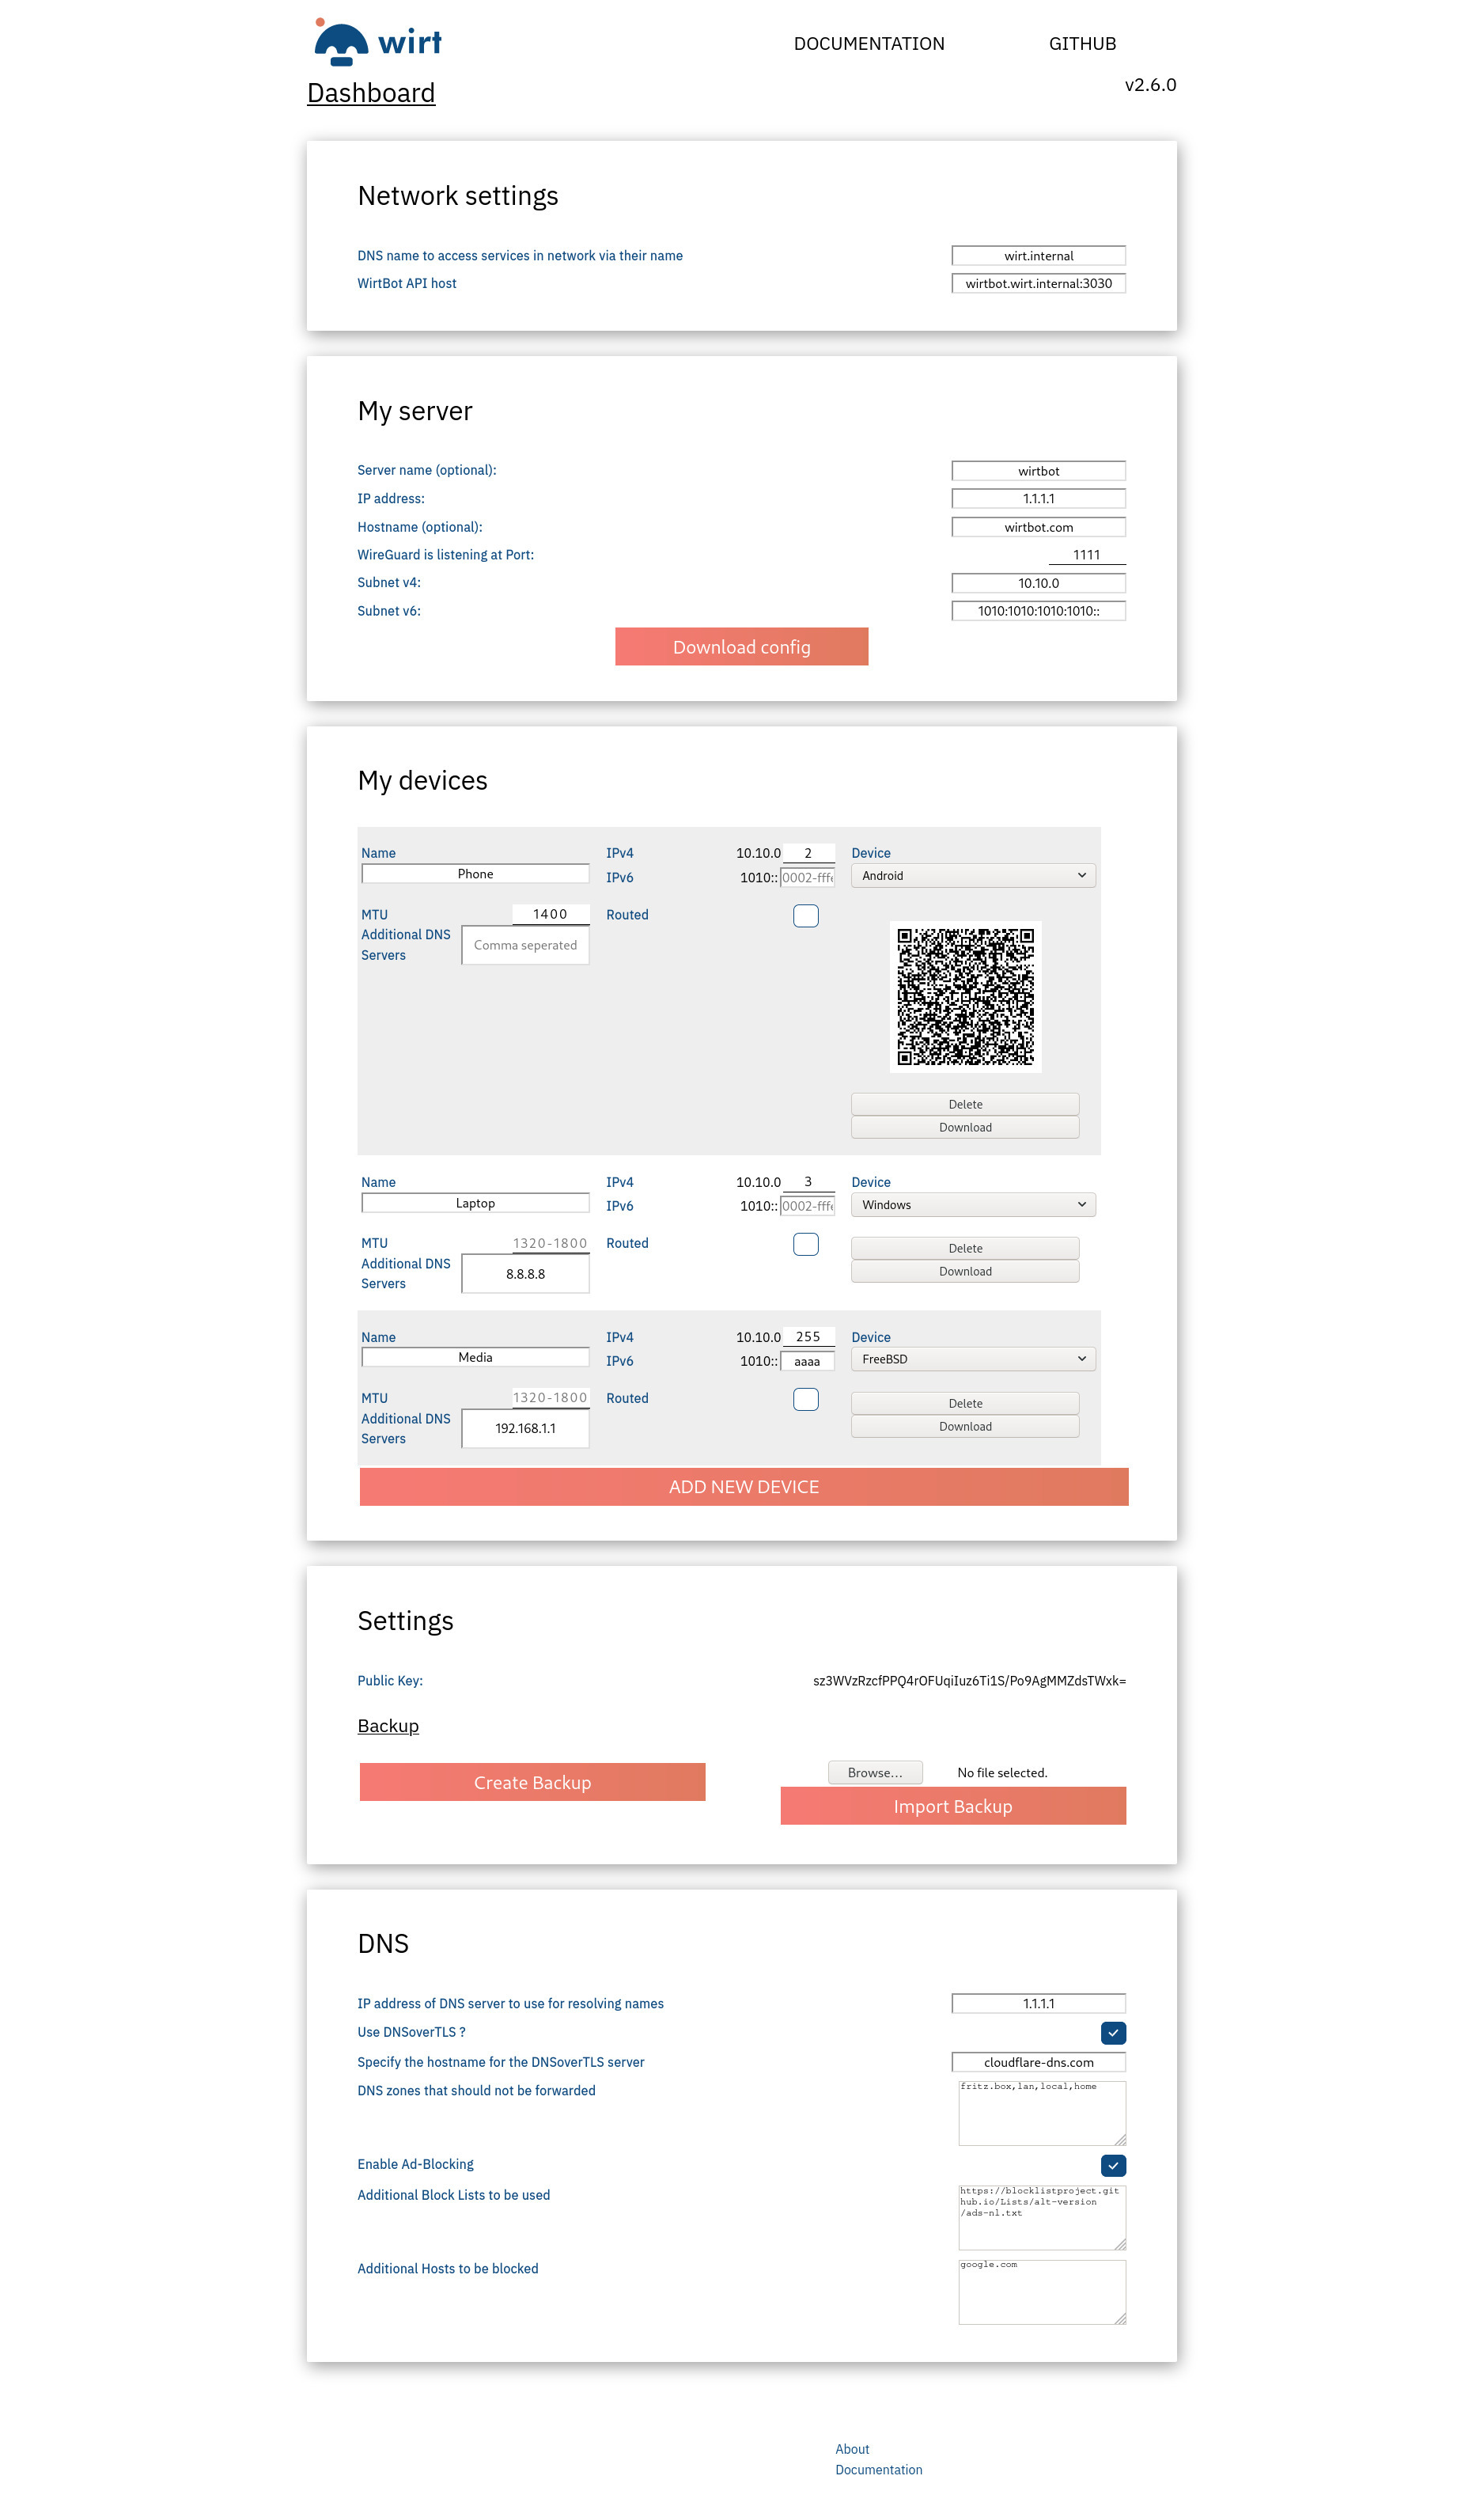 wirt
DOCUMENTATION
GITHUB
Dashboard
v2.6.0
Network settings
DNS name to access services in network via their name
wirt.internal
WirtBot API host
wirtbot.wirt.internal:3030
My server
Server name (optional):
wirtbot
IP address:
1.1.1.1
Hostname (optional):
wirtbot.com
WireGuard is listening at Port:
1111
Subnet v4:
10.10.0
Subnet v6:
1010:1010:1010:1010::
Download config
My devices
Name
Phone
IPv4
10.10.0
2
IPv6
1010::
0002-fffe
Device
Android
MTU
1400
Additional DNS
Servers
Comma seperated
Routed
Delete
Download
Name
Laptop
IPv4
10.10.0
3
IPv6
1010::
0002-fffe
Device
Windows
MTU
1320-1800
Additional DNS
Servers
8.8.8.8
Routed
Delete
Download
Name
Media
IPv4
10.10.0
255
IPv6
1010::
aaaa
Device
FreeBSD
MTU
1320-1800
Additional DNS
Servers
192.168.1.1
Routed
Delete
Download
ADD NEW DEVICE
Settings
Public Key:
sz3WVzRzcfPPQ4rOFUqiIuz6Ti1S/Po9AgMMZdsTWxk=
Backup
Create Backup
Browse...
No file selected.
Import Backup
DNS
IP address of DNS server to use for resolving names
1.1.1.1
Use DNSoverTLS ?
Specify the hostname for the DNSoverTLS server
cloudflare-dns.com
DNS zones that should not be forwarded
fritz.box,lan,local,home
Enable Ad-Blocking
Additional Block Lists to be used
https://blocklistproject.git
hub.io/Lists/alt-version
/ads-nl.txt
Additional Hosts to be blocked
google.com
About
Documentation